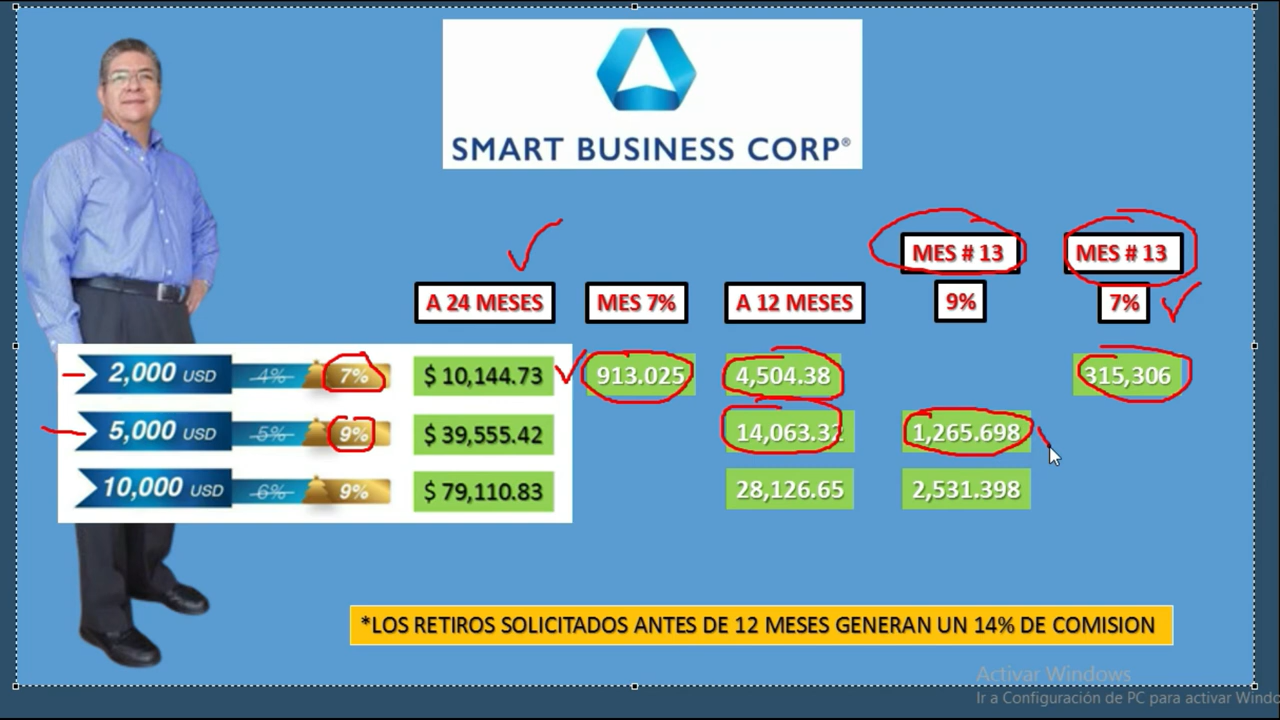 SMART BUSINESS CORP®
MES # 13 MES # 13
A 24 MESES MES 7% A 12 MESES 9% 7%
2,000 USD 4% 7% $ 10,144.73 913.025 4,504.38 315,306
5,000 USD 5% 9% $ 39,555.42 14,063.32 1,265.698
10,000 USD 6% 9% $ 79,110.83 28,126.65 2,531.398
*LOS RETIROS SOLICITADOS ANTES DE 12 MESES GENERAN UN 14% DE COMISION
Activar Windows
Ir a Configuración de PC para activar